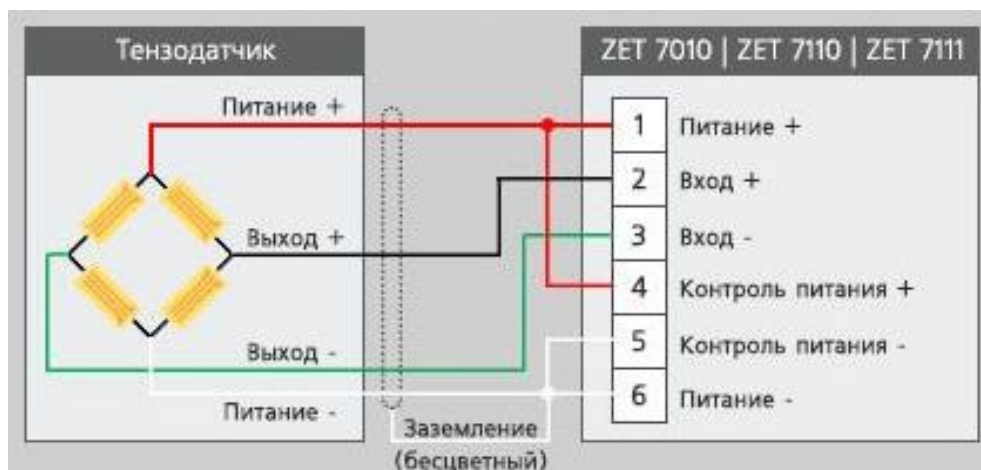 Тензодатчик
ZET 7010 | ZET 7110 | ZET 7111
Питание +
Выход +
Выход -
Питание -
Заземление
(бесцветный)
1 Питание +
2 Вход +
3 Вход -
4 Контроль питания +
5 Контроль питания -
6 Питание -